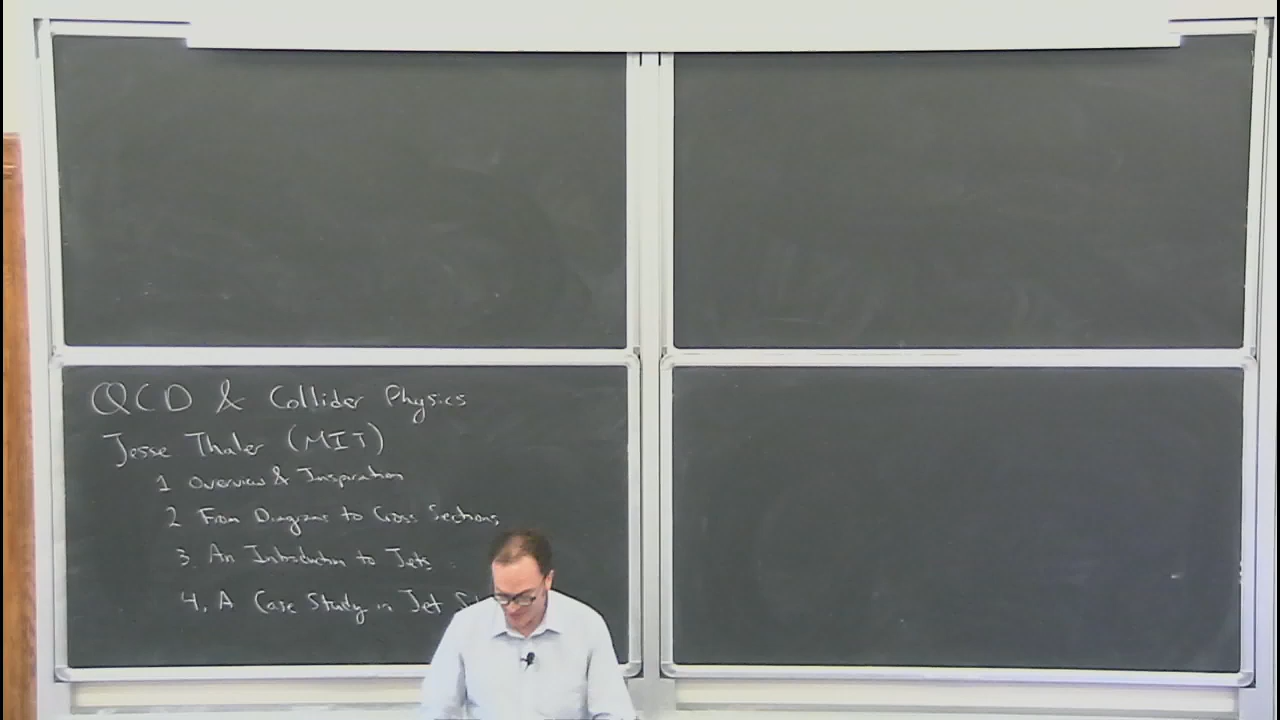 QCD & Collider Physics
Jesse Thaler (MIT)
1 Overview & Inspiration
2 From Diagrams to Cross Sections
3. An Introduction to Jets
4. A Case Study in Jet